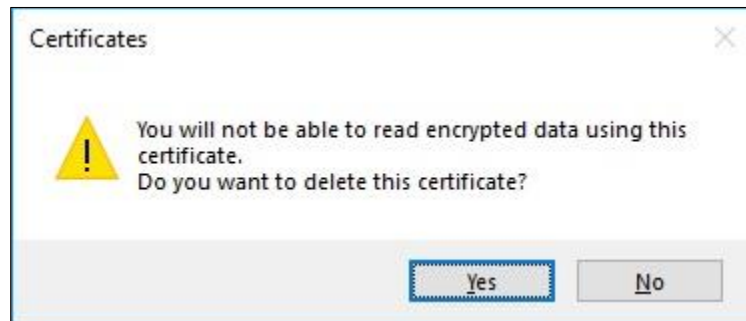 Certificates
You will not be able to read encrypted data using this
certificate.
Do you want to delete this certificate?
Yes
No